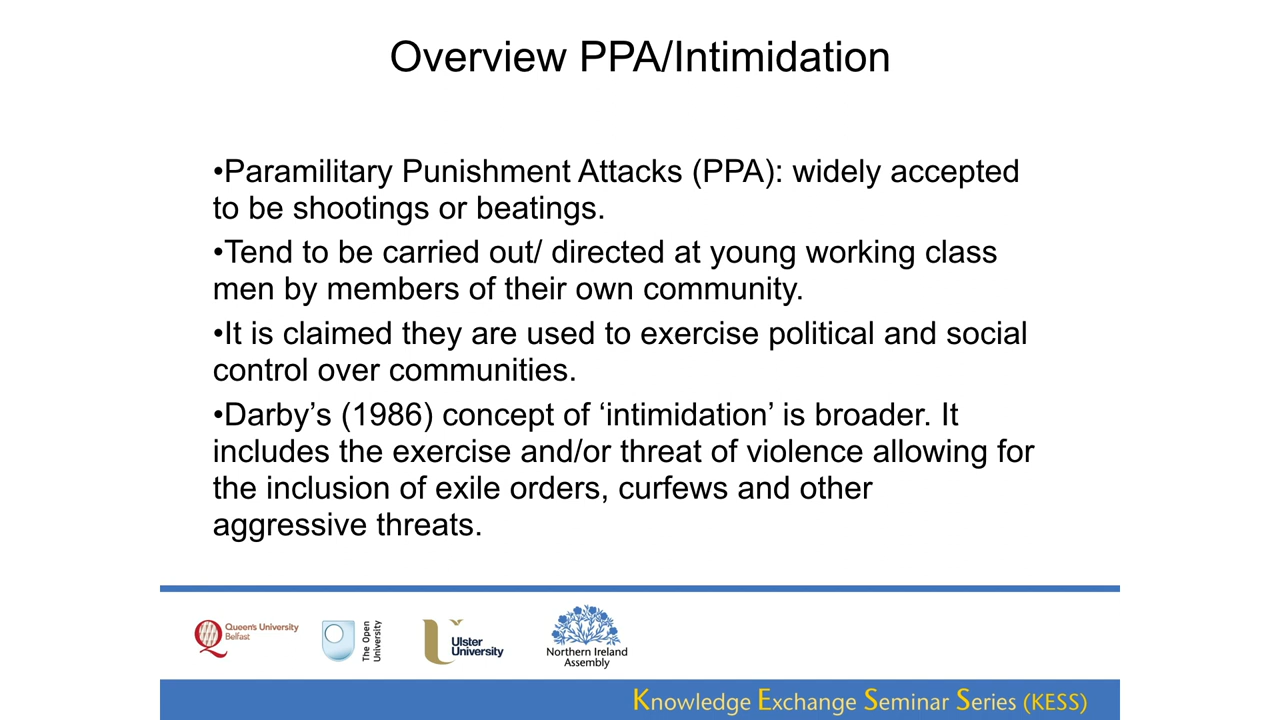 Overview PPA/Intimidation
•Paramilitary Punishment Attacks (PPA): widely accepted
to be shootings or beatings.
•Tend to be carried out/ directed at young working class
men by members of their own community.
•It is claimed they are used to exercise political and social
control over communities.
•Darby’s (1986) concept of ‘intimidation’ is broader. It
includes the exercise and/or threat of violence allowing for
the inclusion of exile orders, curfews and other
aggressive threats.
Queen's University
Belfast
The Open
University
Ulster
University
Northern Ireland
Assembly
Knowledge Exchange Seminar Series (KESS)